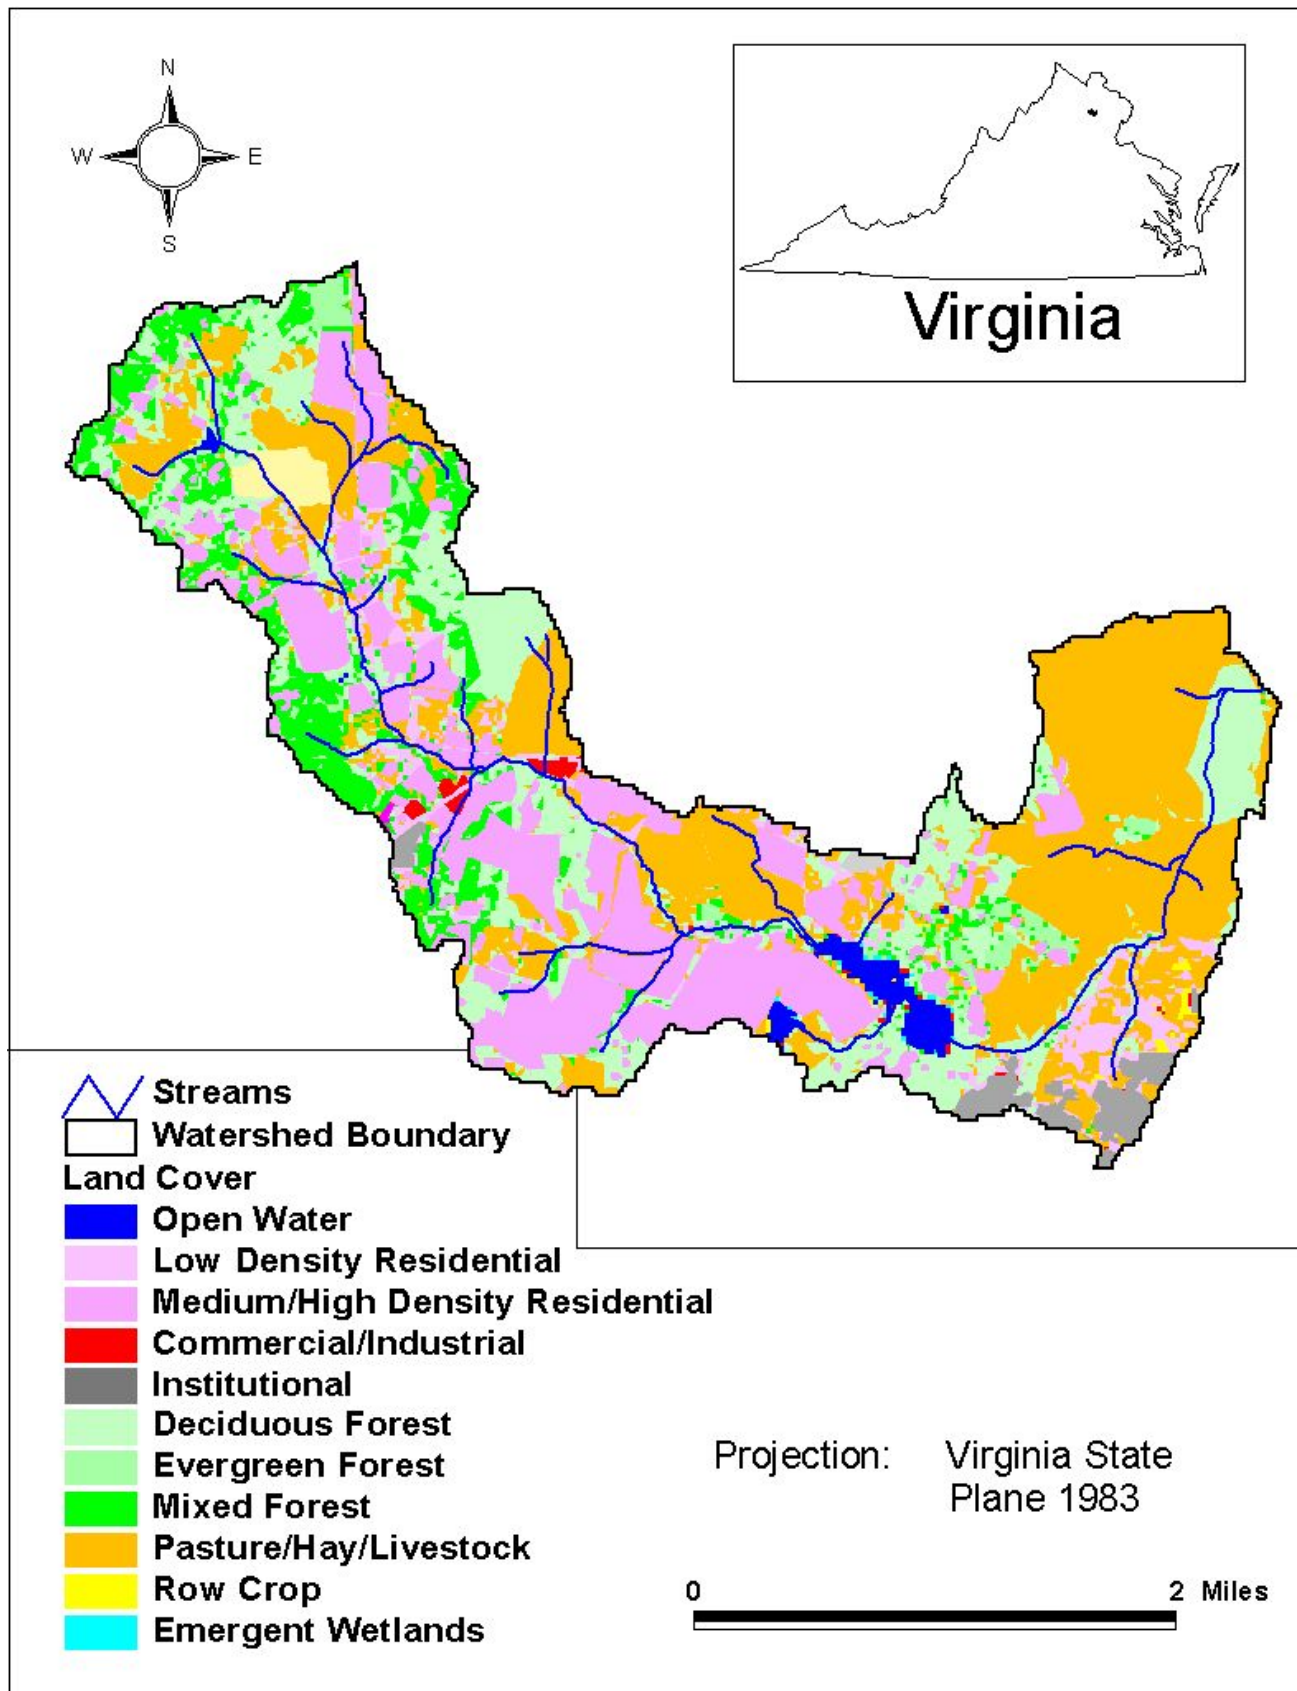 N
W
E
S
Virginia
Streams
Watershed Boundary
Land Cover
Open Water
Low Density Residential
Medium/High Density Residential
Commercial/Industrial
Institutional
Deciduous Forest
Evergreen Forest
Mixed Forest
Pasture/Hay/Livestock
Row Crop
Emergent Wetlands
Projection: Virginia State
Plane 1983
0 2 Miles